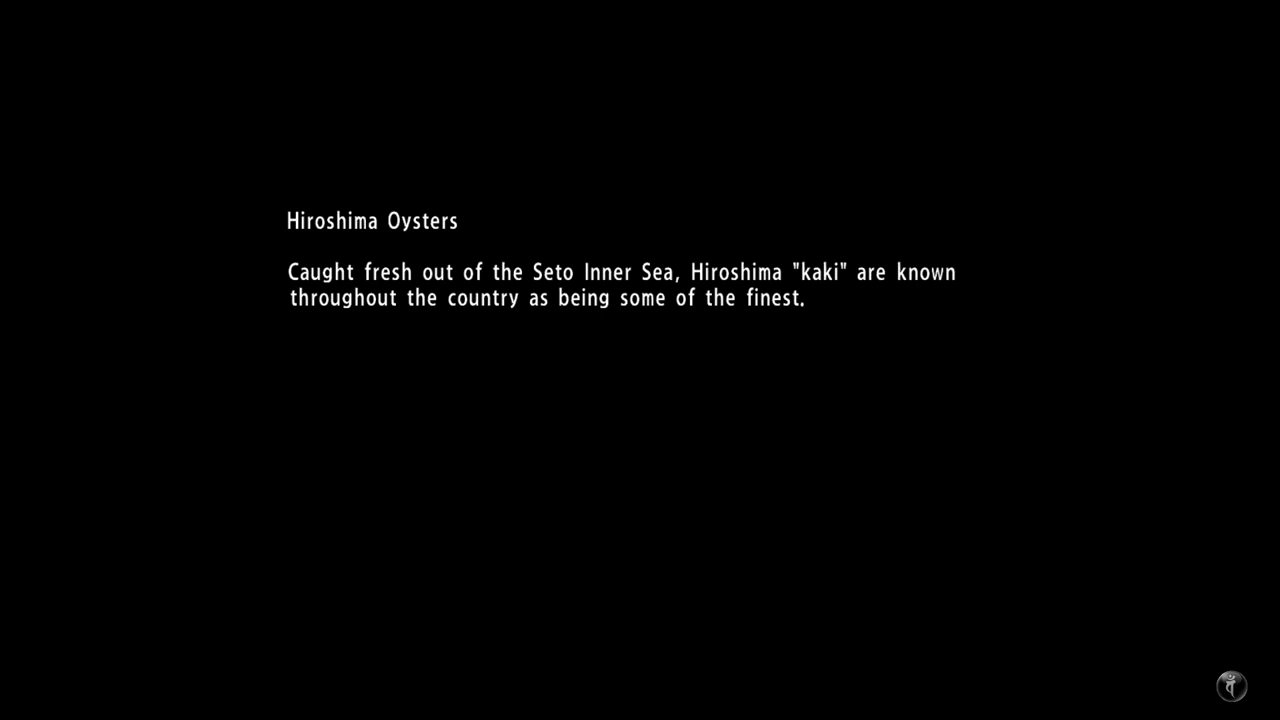 Hiroshima Oysters
Caught fresh out of the Seto Inner Sea, Hiroshima "kaki" are known
throughout the country as being some of the finest.